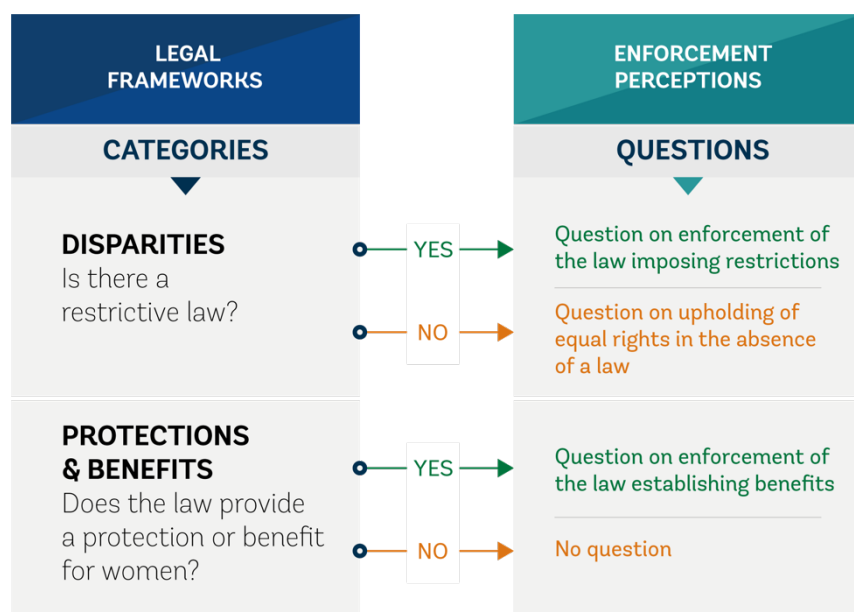 LEGAL
FRAMEWORKS
ENFORCEMENT
PERCEPTIONS
CATEGORIES
QUESTIONS
DISPARITIES
Is there a
restrictive law?
YES
Question on enforcement of
the law imposing restrictions
NO
Question on upholding of
equal rights in the absence
of a law
PROTECTIONS
& BENEFITS
Does the law provide
a protection or benefit
for women?
YES
Question on enforcement of
the law establishing benefits
NO
No question